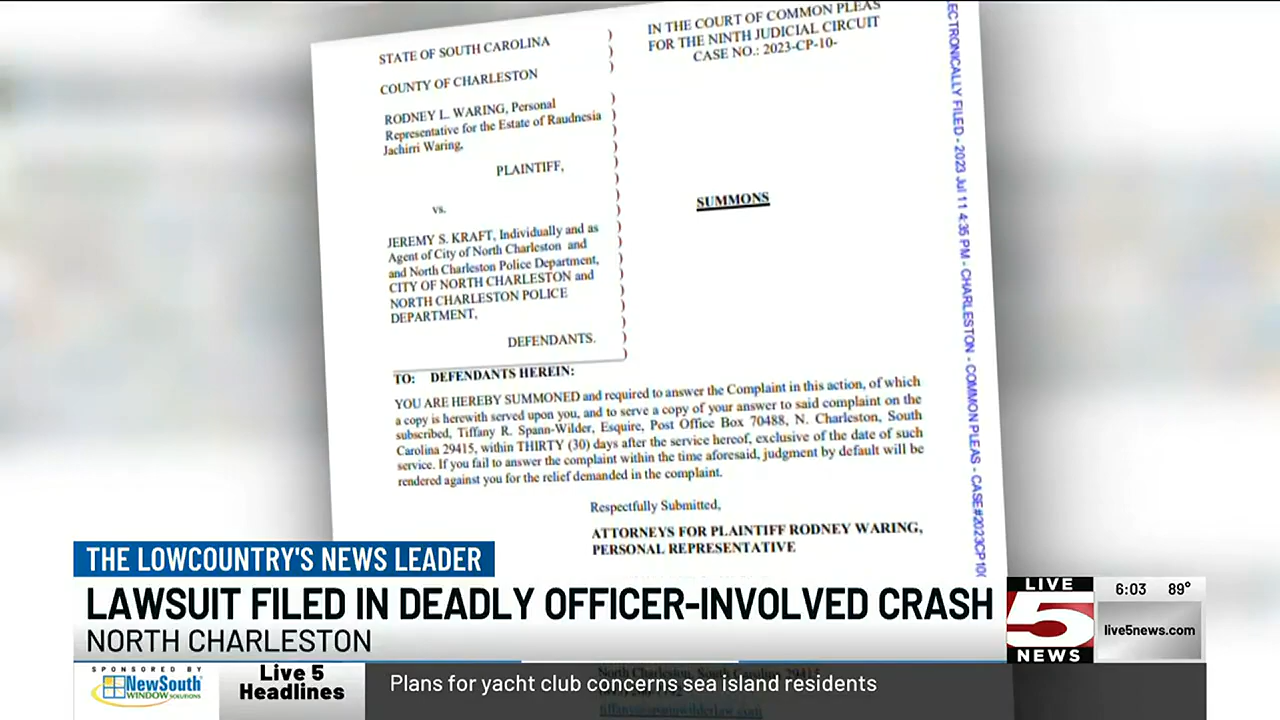 STATE OF SOUTH CAROLINA
COUNTY OF CHARLESTON
RODNEY L. WARING, Personal
Representative for the Estate of Raudnesia
Jachirri Waring,
PLAINTIFF,
vs.
JEREMY S. KRAFT, Individually and as
Agent of City of North Charleston and
and North Charleston Police Department,
CITY OF NORTH CHARLESTON and
NORTH CHARLESTON POLICE
DEPARTMENT,
DEFENDANTS.
IN THE COURT OF COMMON PLEAS
FOR THE NINTH JUDICIAL CIRCUIT
CASE NO.: 2023-CP-10-
SUMMONS
TO: DEFENDANTS HEREIN:
YOU ARE HEREBY SUMMONED and required to answer the Complaint in this action, of which
a copy is herewith served upon you, and to serve a copy of your answer to said complaint on the
subscribed, Tiffany R. Spann-Wilder, Esquire, Post Office Box 70488, N. Charleston, South
Carolina 29415, within THIRTY (30) days after the service hereof, exclusive of the date of such
service. If you fail to answer the complaint within the time aforesaid, judgment by default will be
rendered against you for the relief demanded in the complaint.
Respectfully Submitted,
ATTORNEYS FOR PLAINTIFF RODNEY WARING,
PERSONAL REPRESENTATIVE
ECTRONICALLY FILED - 2023 Jul 11 4:35 PM - CHARLESTON - COMMON PLEAS - CASE#2023CP10
THE LOWCOUNTRY'S NEWS LEADER
LAWSUIT FILED IN DEADLY OFFICER-INVOLVED CRASH
NORTH CHARLESTON
LIVE
5
NEWS
6:03 89°
live5news.com
SPONSORED BY
NewSouth
WINDOW SOLUTIONS
Live 5
Headlines
Plans for yacht club concerns sea island residents
North Charleston, South Carolina 29415